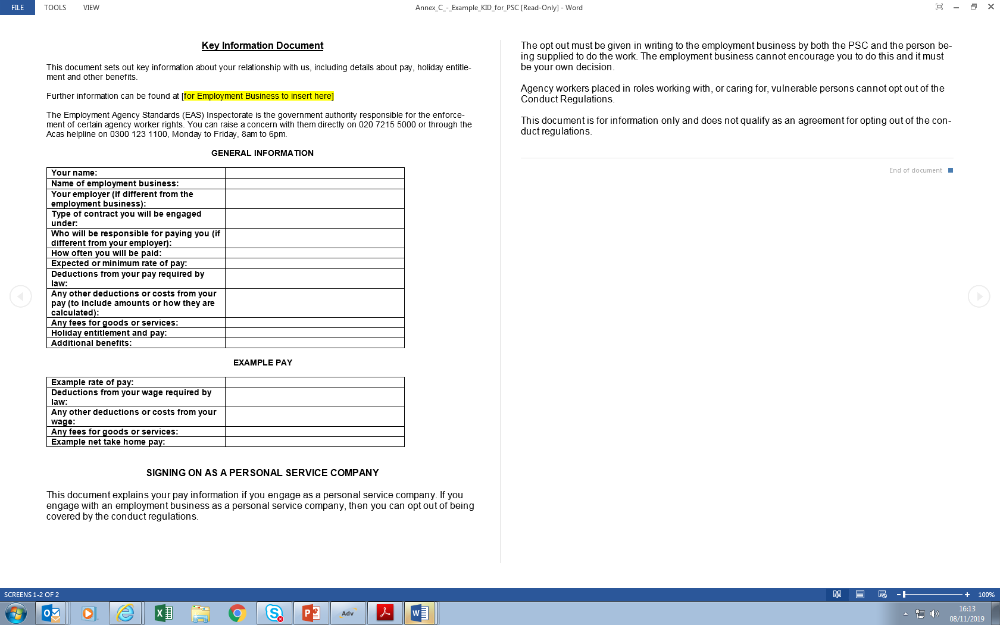 FILE TOOLS VIEW Annex_C_-_Example_KID_for_PSC [Read-Only] - Word
Key Information Document
This document sets out key information about your relationship with us, including details about pay, holiday entitle-
ment and other benefits.
Further information can be found at [for Employment Business to insert here]
The Employment Agency Standards (EAS) Inspectorate is the government authority responsible for the enforce-
ment of certain agency worker rights. You can raise a concern with them directly on 020 7215 5000 or through the
Acas helpline on 0300 123 1100, Monday to Friday, 8am to 6pm.
GENERAL INFORMATION
Your name:
Name of employment business:
Your employer (if different from the
employment business):
Type of contract you will be engaged
under:
Who will be responsible for paying you (if
different from your employer):
How often you will be paid:
Expected or minimum rate of pay:
Deductions from your pay required by
law:
Any other deductions or costs from your
pay (to include amounts or how they are
calculated):
Any fees for goods or services:
Holiday entitlement and pay:
Additional benefits:
EXAMPLE PAY
Example rate of pay:
Deductions from your wage required by
law:
Any other deductions or costs from your
wage:
Any fees for goods or services:
Example net take home pay:
SIGNING ON AS A PERSONAL SERVICE COMPANY
This document explains your pay information if you engage as a personal service company. If you
engage with an employment business as a personal service company, then you can opt out of being
covered by the conduct regulations.
The opt out must be given in writing to the employment business by both the PSC and the person be-
ing supplied to do the work. The employment business cannot encourage you to do this and it must
be your own decision.
Agency workers placed in roles working with, or caring for, vulnerable persons cannot opt out of the
Conduct Regulations.
This document is for information only and does not qualify as an agreement for opting out of the con-
duct regulations.
End of document
SCREENS 1-2 OF 2
100%
Adv
16:13
08/11/2019